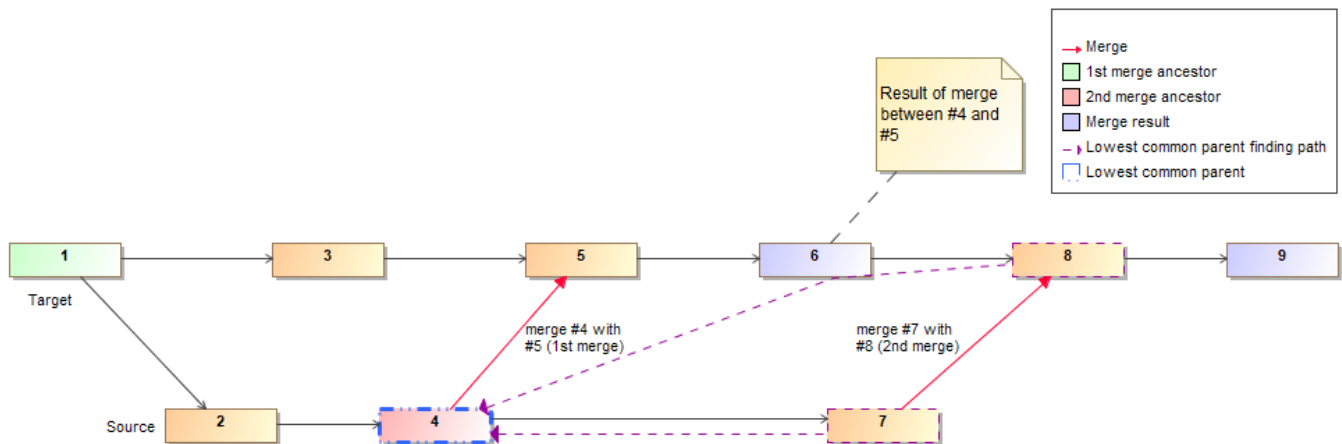 Merge
1st merge ancestor
2nd merge ancestor
Merge result
Lowest common parent finding path
Lowest common parent
Result of merge
between #4 and
#5
1
3
5
6
8
9
Target
merge #4 with
#5 (1st merge)
merge #7 with
#8 (2nd merge)
Source
2
4
7